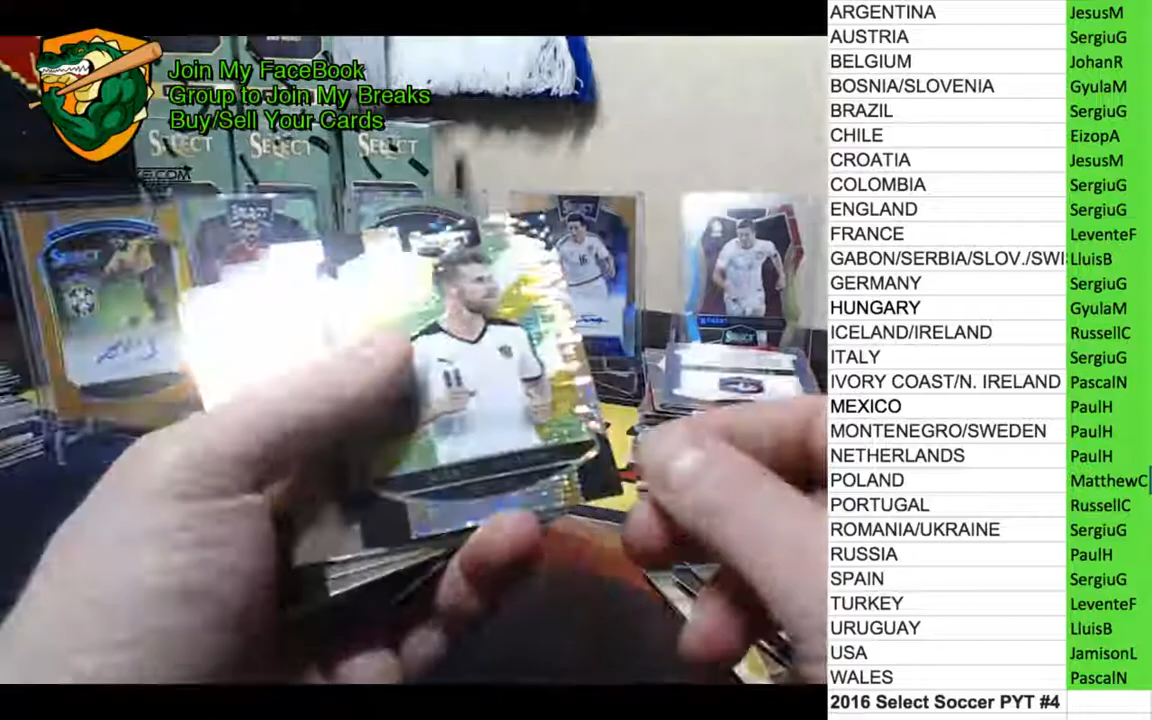 Join My FaceBook
Group to Join My Breaks
Buy/Sell Your Cards
SELECT SELECT SELECT
SELECT
ARGENTINA JesusM
AUSTRIA SergiuG
BELGIUM JohanR
BOSNIA/SLOVENIA GyulaM
BRAZIL SergiuG
CHILE EizopA
CROATIA JesusM
COLOMBIA SergiuG
ENGLAND SergiuG
FRANCE LeventeF
GABON/SERBIA/SLOV./SWI LluisB
GERMANY SergiuG
HUNGARY GyulaM
ICELAND/IRELAND RussellC
ITALY SergiuG
IVORY COAST/N. IRELAND PascalN
MEXICO PaulH
MONTENEGRO/SWEDEN PaulH
NETHERLANDS PaulH
POLAND MatthewC
PORTUGAL RussellC
ROMANIA/UKRAINE SergiuG
RUSSIA PaulH
SPAIN SergiuG
TURKEY LeventeF
URUGUAY LluisB
USA JamisonL
WALES PascalN
2016 Select Soccer PYT #4